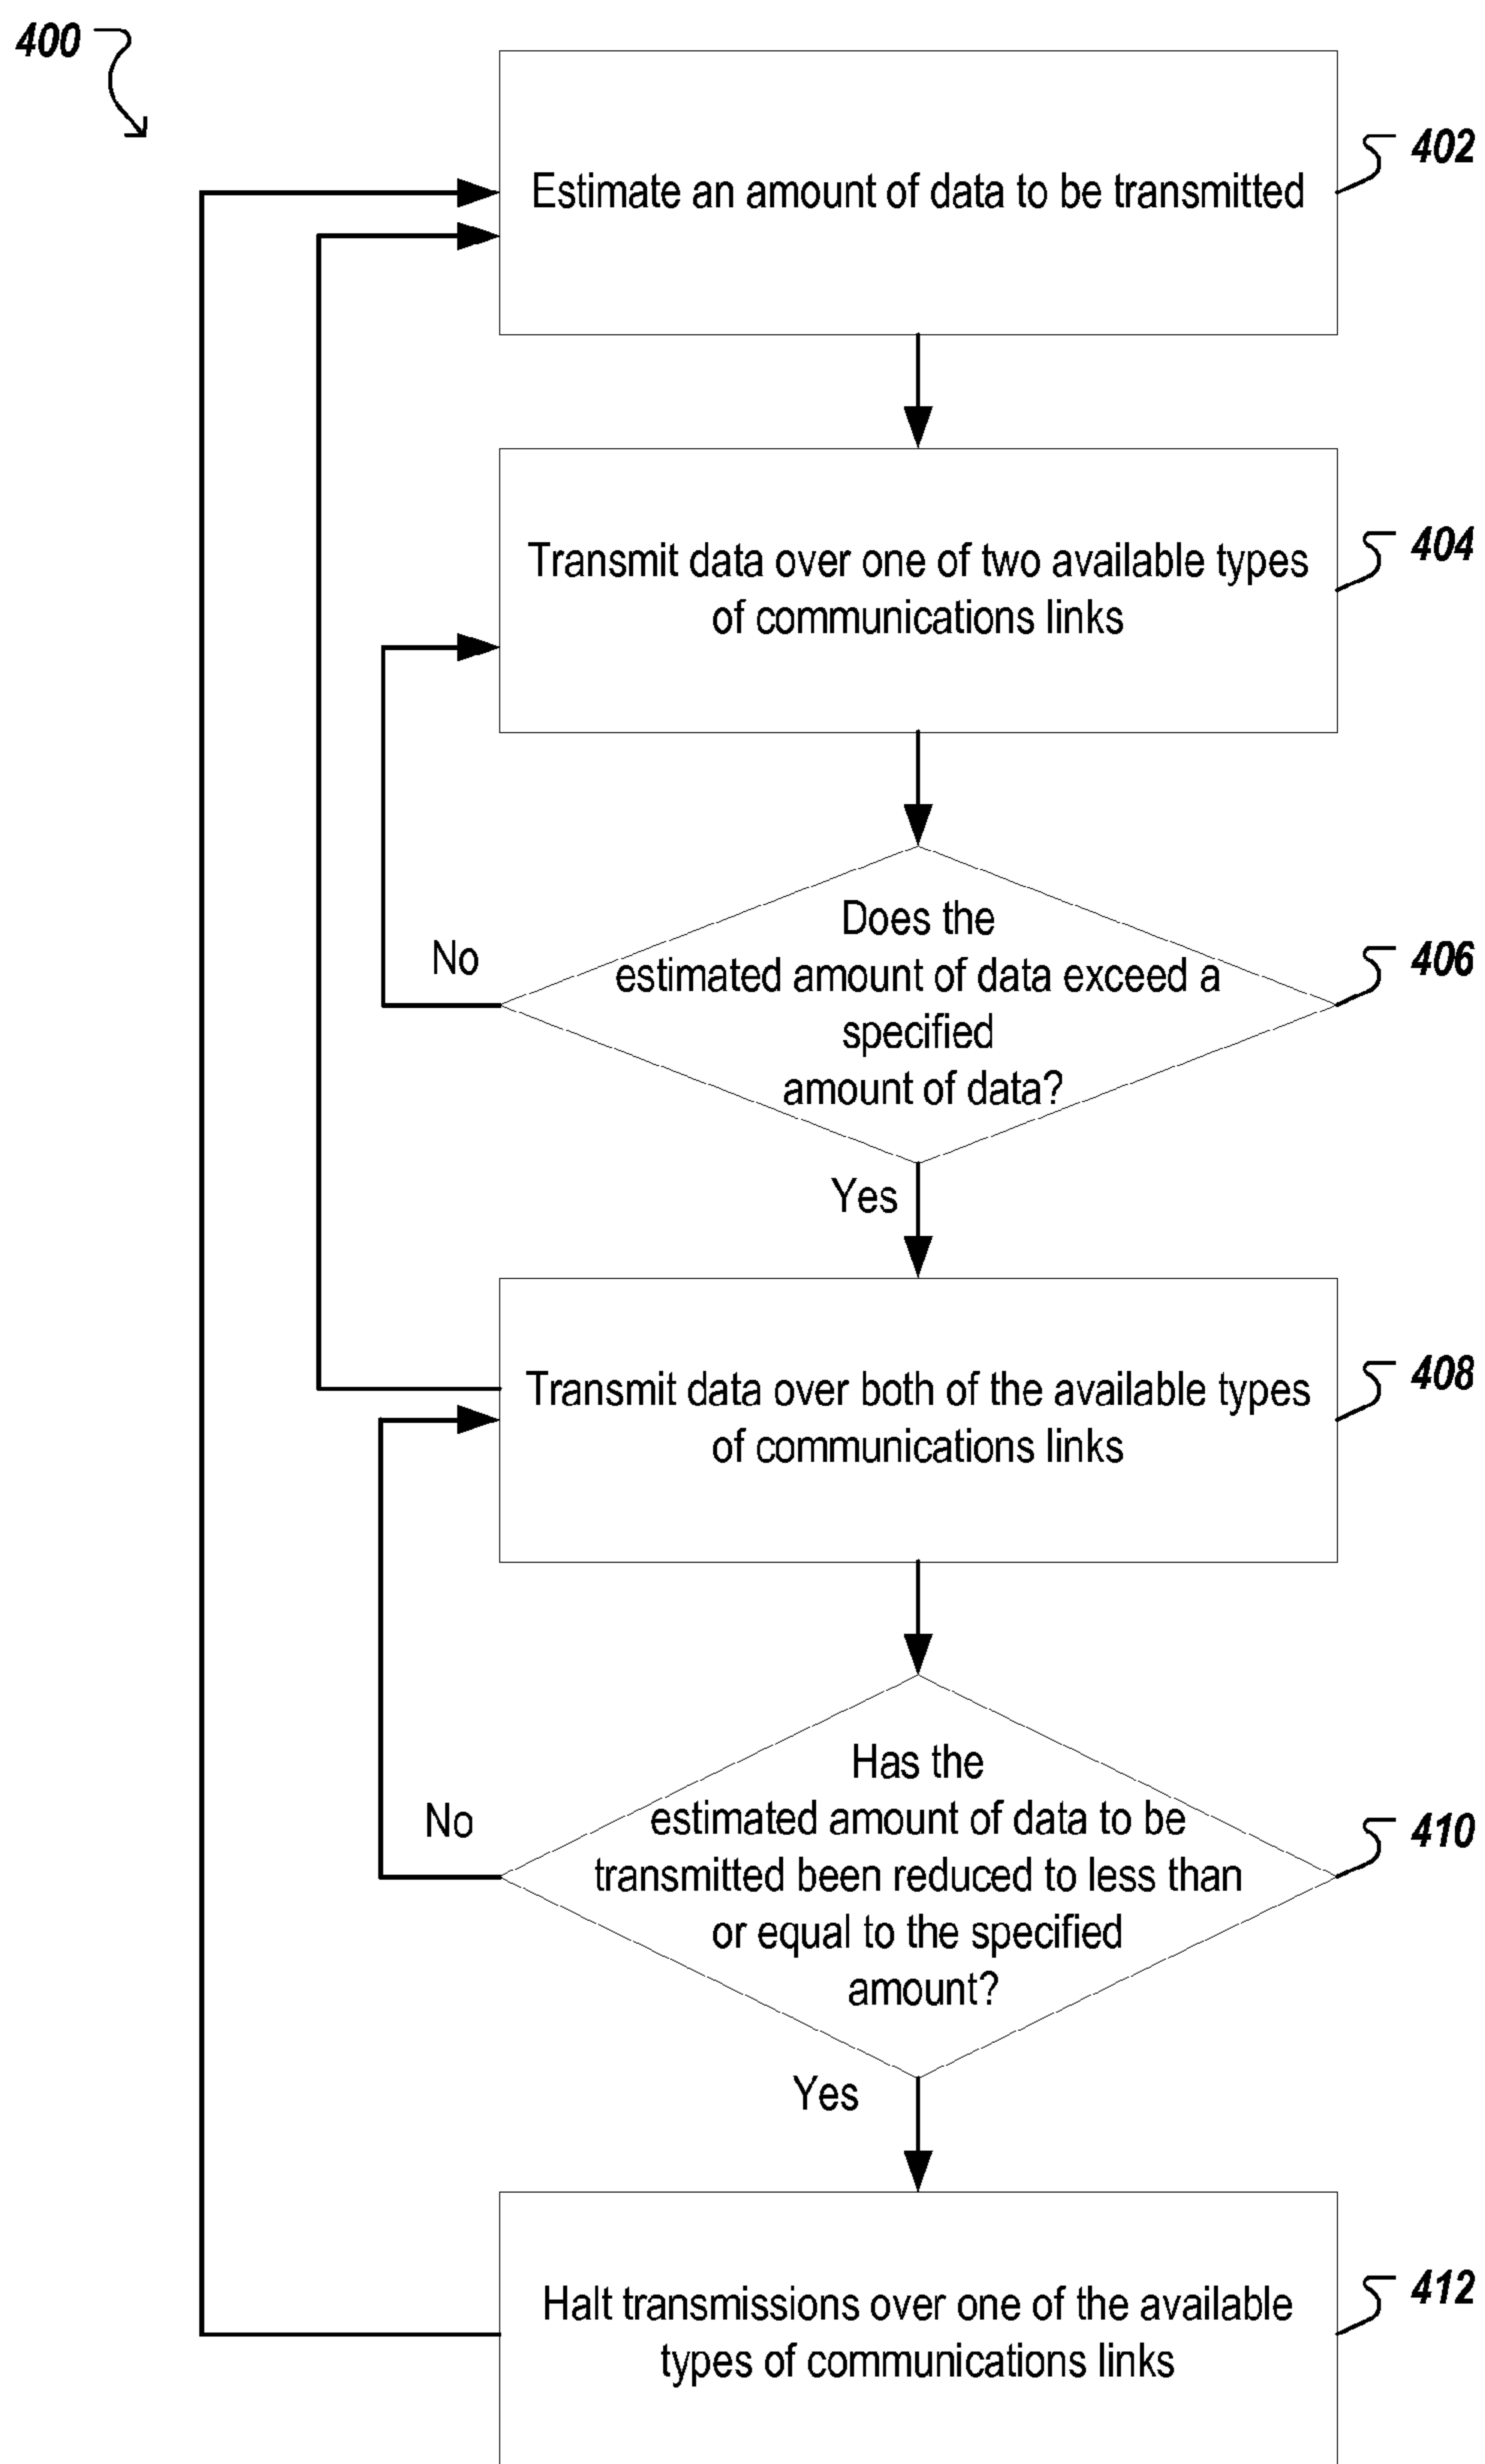 400
402
Estimate an amount of data to be transmitted
404
Transmit data over one of two available types
of communications links
Does the
406
estimated amount of data exceed a
No
specified
amount of data?
Yes
408
Transmit data over both of the available types
of communications links
Has the
estimated amount of data to be
No
410
transmitted been reduced to less than
or equal to the specified
amount?
Yes
412
Halt transmissions over one of the available
types of communications links